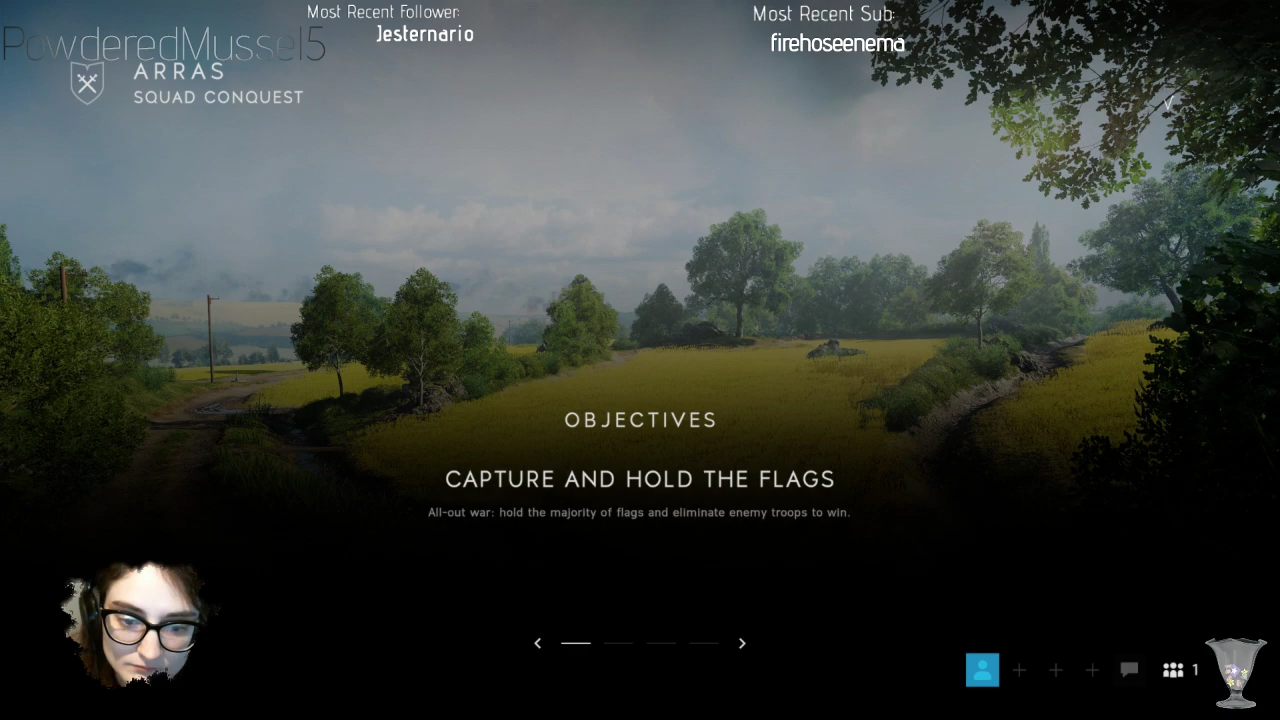 Most Recent Follower:
Jesternario
Most Recent Sub:
firehoseenema
PowderedMussel5
ARRAS
SQUAD CONQUEST
OBJECTIVES
CAPTURE AND HOLD THE FLAGS
All-out war: hold the majority of flags and eliminate enemy troops to win.
1